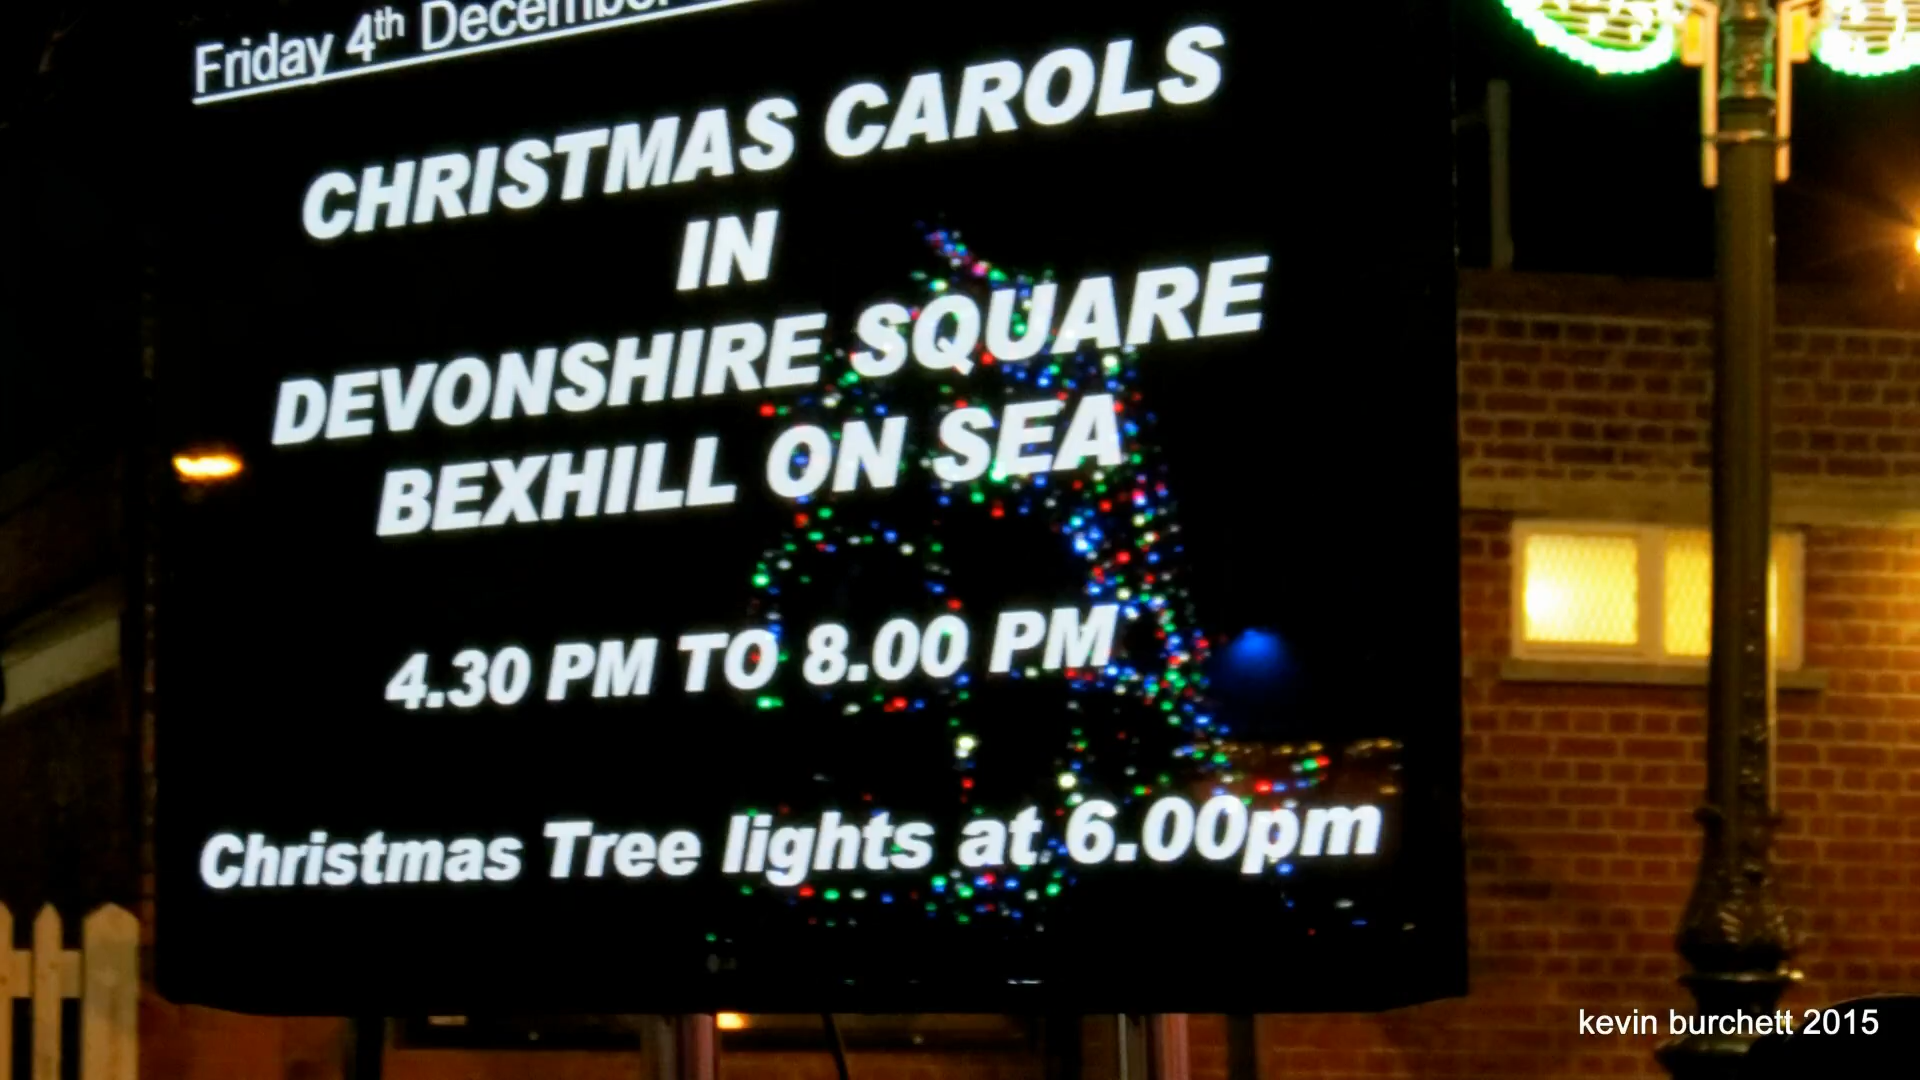 Friday 4th December
CHRISTMAS CAROLS
IN
DEVONSHIRE SQUARE
BEXHILL ON SEA
4.30 PM TO 8.00 PM
Christmas Tree lights at 6.00pm
kevin burchett 2015